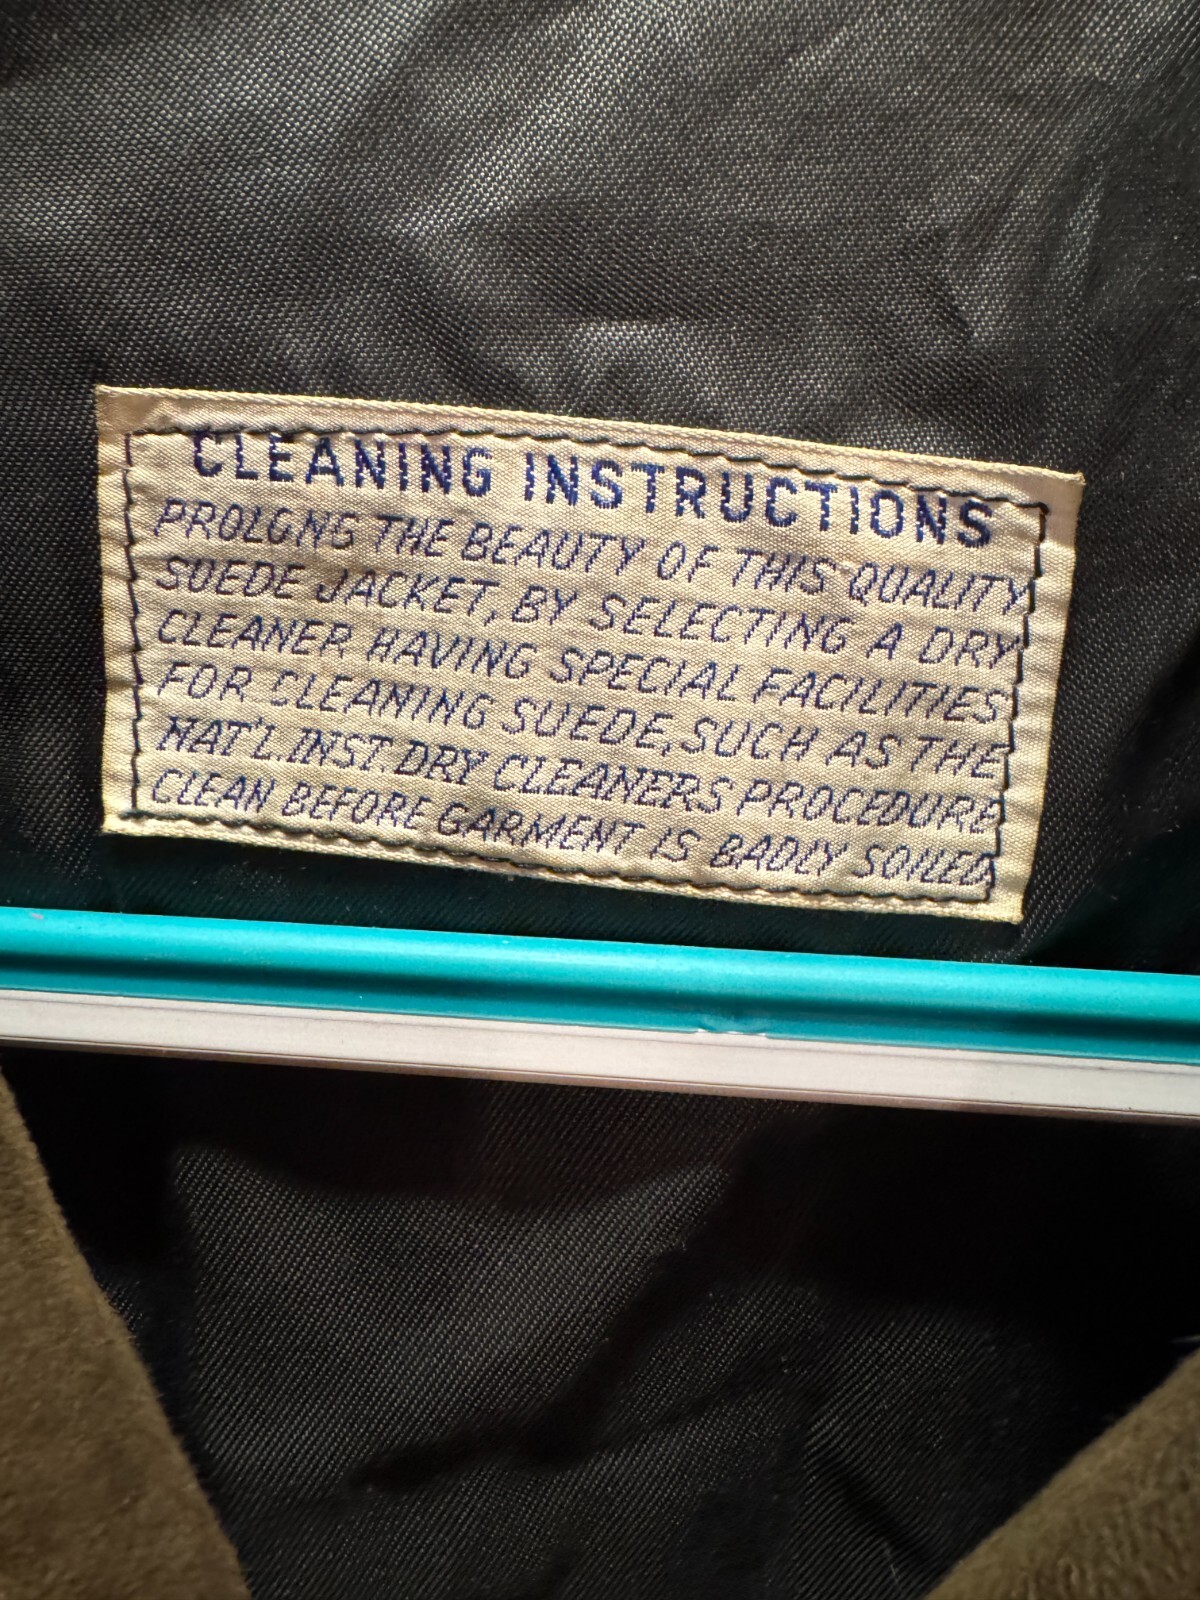 CLEANING INSTRUCTIONS
PROLONG THE BEAUTY OF THIS QUALITY
SUEDE JACKET, BY SELECTING A DRY
CLEANER HAVING SPECIAL FACILITIES
FOR CLEANING SUEDE, SUCH AS THE
NAT'L. INST. DRY CLEANERS PROCEDURE
CLEAN BEFORE GARMENT IS BADLY SOILED.